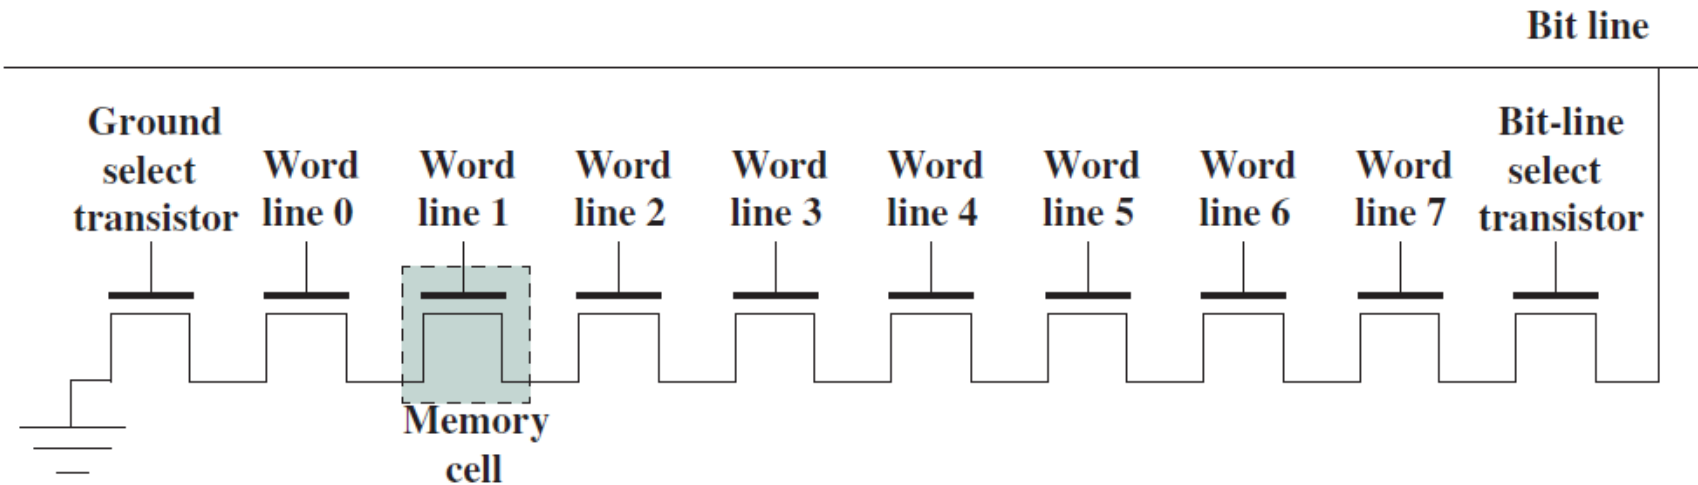 Bit line
Ground
select
transistor
Word
line 0
Word
line 1
Word
line 2
Word
line 3
Word
line 4
Word
line 5
Word
line 6
Word
line 7
Bit-line
select
transistor
Memory
cell